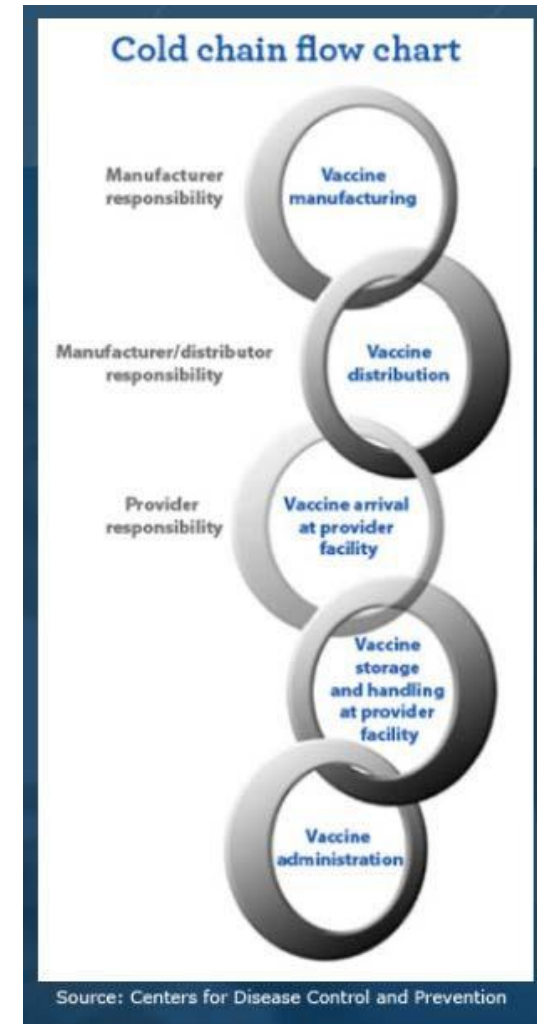 Cold chain flow chart
Manufacturer
responsibility
Vaccine
manufacturing
Manufacturer/distributor
responsibility
Vaccine
distribution
Provider
responsibility
Vaccine arrival
at provider
facility
Vaccine
storage
and handling
at provider
facility
Vaccine
administration
Source: Centers for Disease Control and Prevention